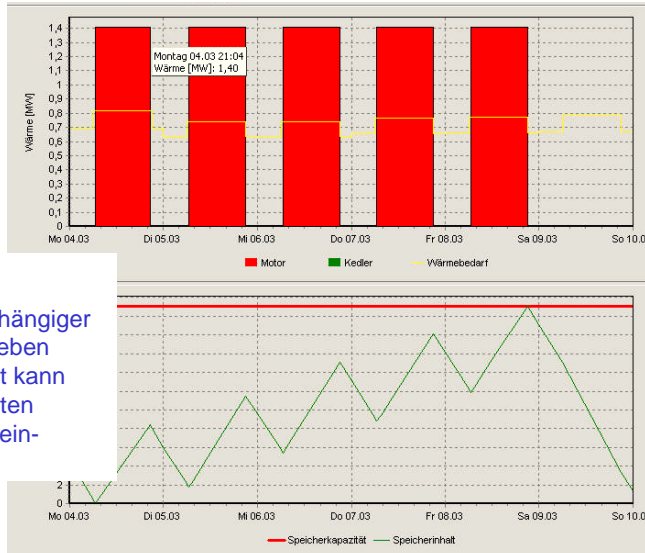 1,4
1,3
1,2
1,1
1
0,9
0,8
0,7
0,6
0,5
0,4
0,3
0,2
0,1
0
Wärme [MW]
Montag 04.03 21:04
Wärme [MW]: 1,40
Mo 04.03 Di 05.03 Mi 06.03 Do 07.03 Fr 08.03 Sa 09.03 So 10.0
Motor Kedler Wärmebedarf
hängiger
eben
t kann
ten
ein-
2
0
Mo 04.03 Di 05.03 Mi 06.03 Do 07.03 Fr 08.03 Sa 09.03 So 10.0
Speicherkapazität Speicherinhalt